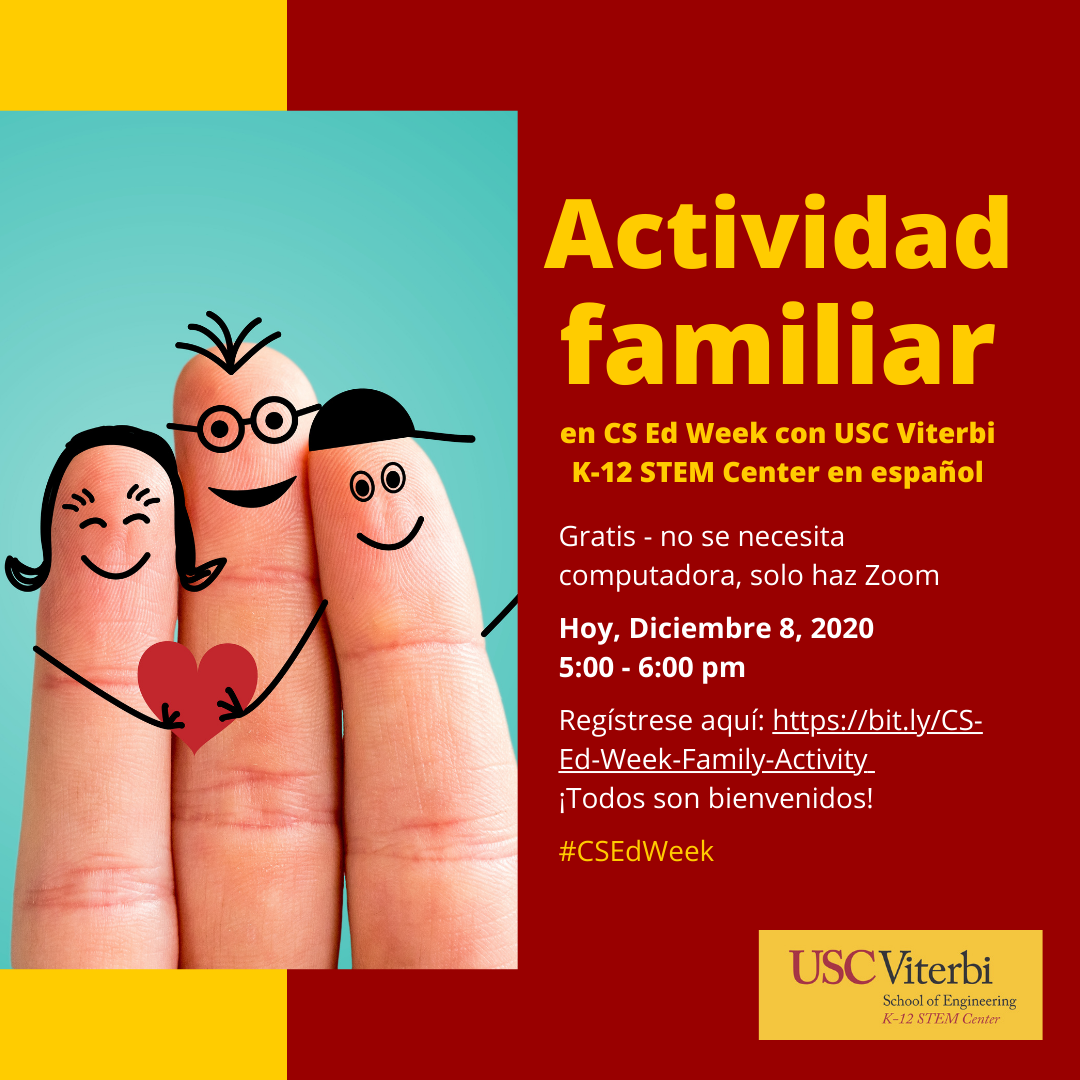 Actividad
familiar
en CS Ed Week con USC Viterbi
K-12 STEM Center en español
Gratis - no se necesita
computadora, solo haz Zoom
Hoy, Diciembre 8, 2020
5:00 - 6:00 pm
Regístrese aquí: https://bit.ly/CS-
Ed-Week-Family-Activity
¡Todos son bienvenidos!
#CSEdWeek
USC Viterbi
School of Engineering
K-12 STEM Center